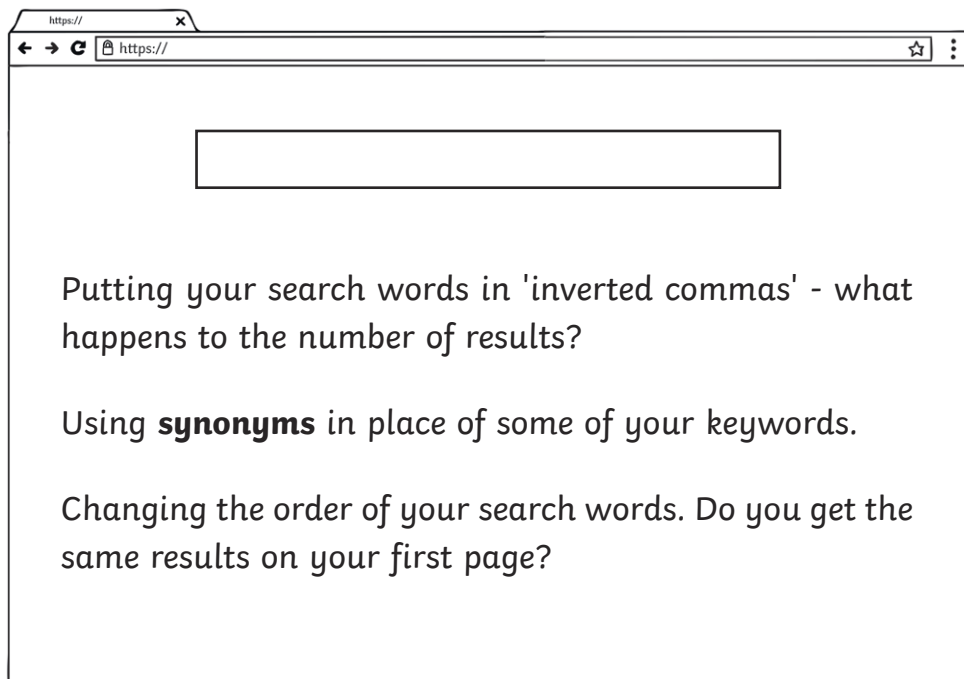 https://
https://
Putting your search words in 'inverted commas' - what
happens to the number of results?
Using synonyms in place of some of your keywords.
Changing the order of your search words. Do you get the
same results on your first page?